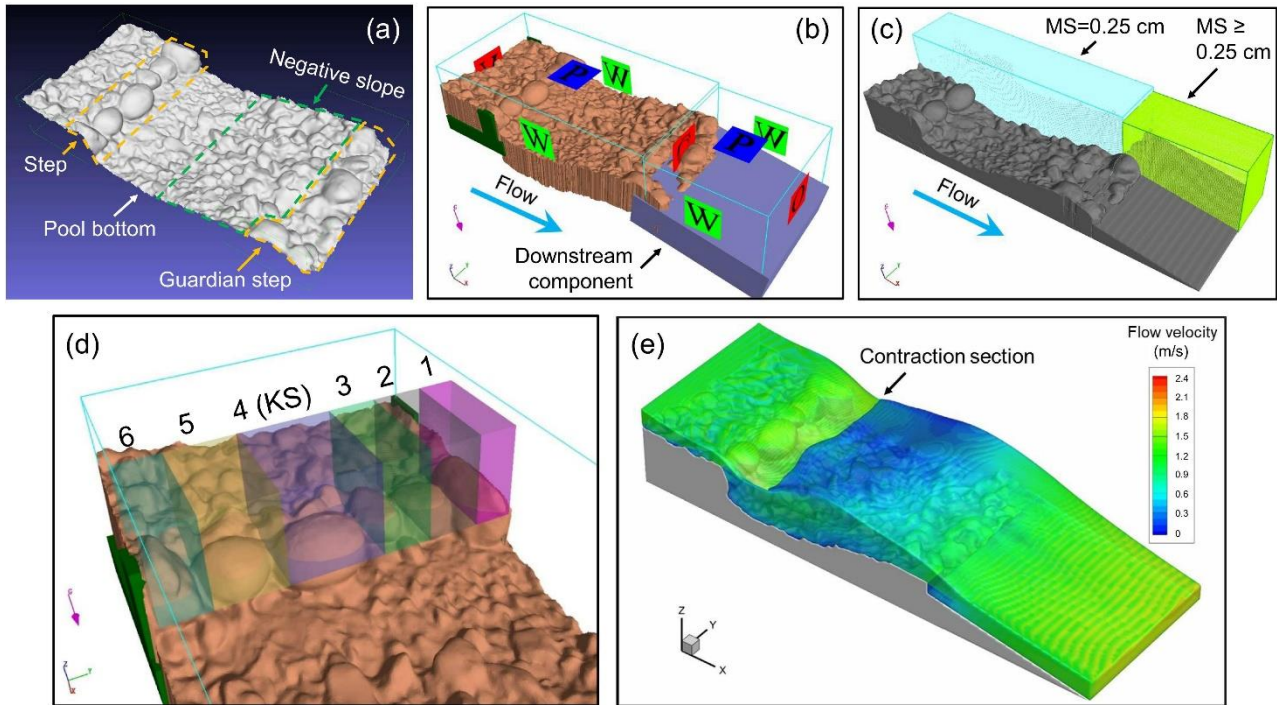 (a)
Negative slope
Step
Pool bottom
Guardian step
(b)
P
W
W
W
P
W
Flow
Downstream
component
(c)
MS=0.25 cm
MS ≥
0.25 cm
Flow
(d)
1
2
3
4 (KS)
5
6
(e)
Contraction section
Flow velocity
(m/s)
2.4
2.1
1.8
1.5
1.2
0.9
0.6
0.3
0
Z
Y
X